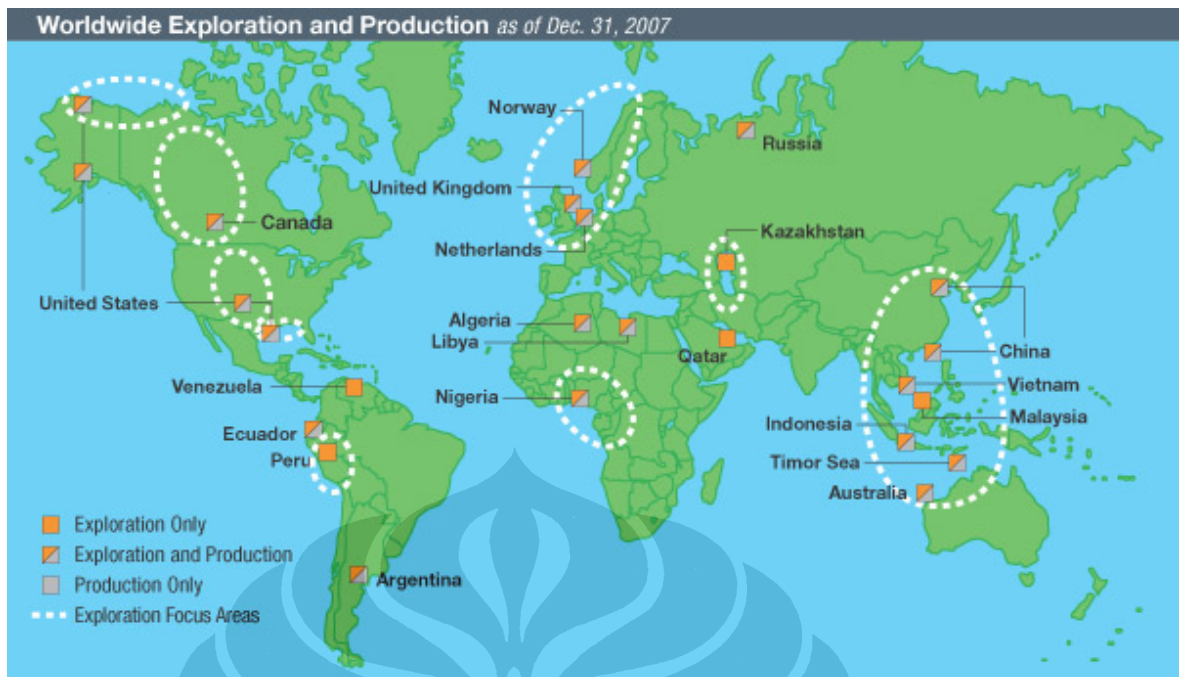 Worldwide Exploration and Production as of Dec. 31, 2007
Norway
Russia
United Kingdom
Canada
Kazakhstan
Netherlands
United States
Algeria
Libya
Qatar
China
Venezuela
Nigeria
Vietnam
Malaysia
Ecuador
Indonesia
Peru
Timor Sea
Australia
Exploration Only
Exploration and Production
Argentina
Production Only
Exploration Focus Areas